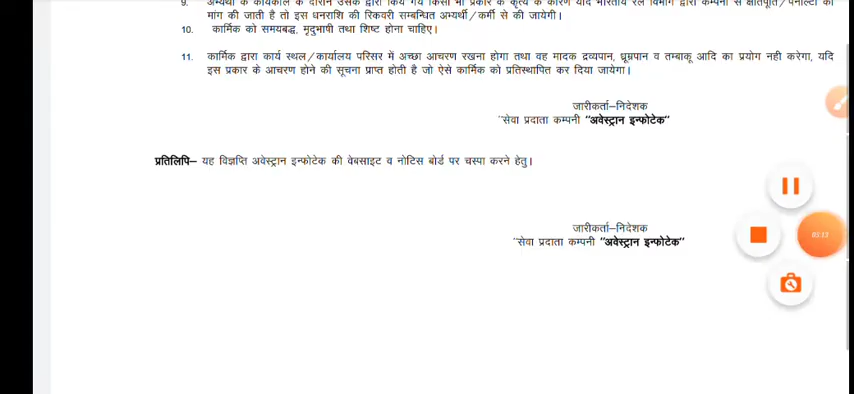 9. अभ्यर्थी के कार्यकाल के दौरान उसके द्वारा किये गये किसी भी प्रकार के कृत्य के कारण यदि भारतीय रेल विभाग द्वारा कम्पनी से क्षतिपूर्ति/पेनाल्टी की
मांग की जाती है तो इस धनराशि की रिकवरी सम्बन्धित अभ्यर्थी/कर्मी से की जायेगी।
10. कार्मिक को समयबद्ध, मृदुभाषी तथा शिष्ट होना चाहिए।
11. कार्मिक द्वारा कार्य स्थल/कार्यालय परिसर में अच्छा आचरण रखना होगा तथा वह मादक द्रव्यपान, धूम्रपान व तम्बाकू आदि का प्रयोग नही करेगा, यदि
इस प्रकार के आचरण होने की सूचना प्राप्त होती है जो ऐसे कार्मिक को प्रतिस्थापित कर दिया जायेगा।
जारीकर्ता–निदेशक
"सेवा प्रदाता कम्पनी "अवेस्ट्रान इन्फोटेक"
प्रतिलिपि– यह विज्ञप्ति अवेस्ट्रान इन्फोटेक की वेबसाइट व नोटिस बोर्ड पर चस्पा करने हेतु।
जारीकर्ता–निदेशक
"सेवा प्रदाता कम्पनी "अवेस्ट्रान इन्फोटेक"
03:13